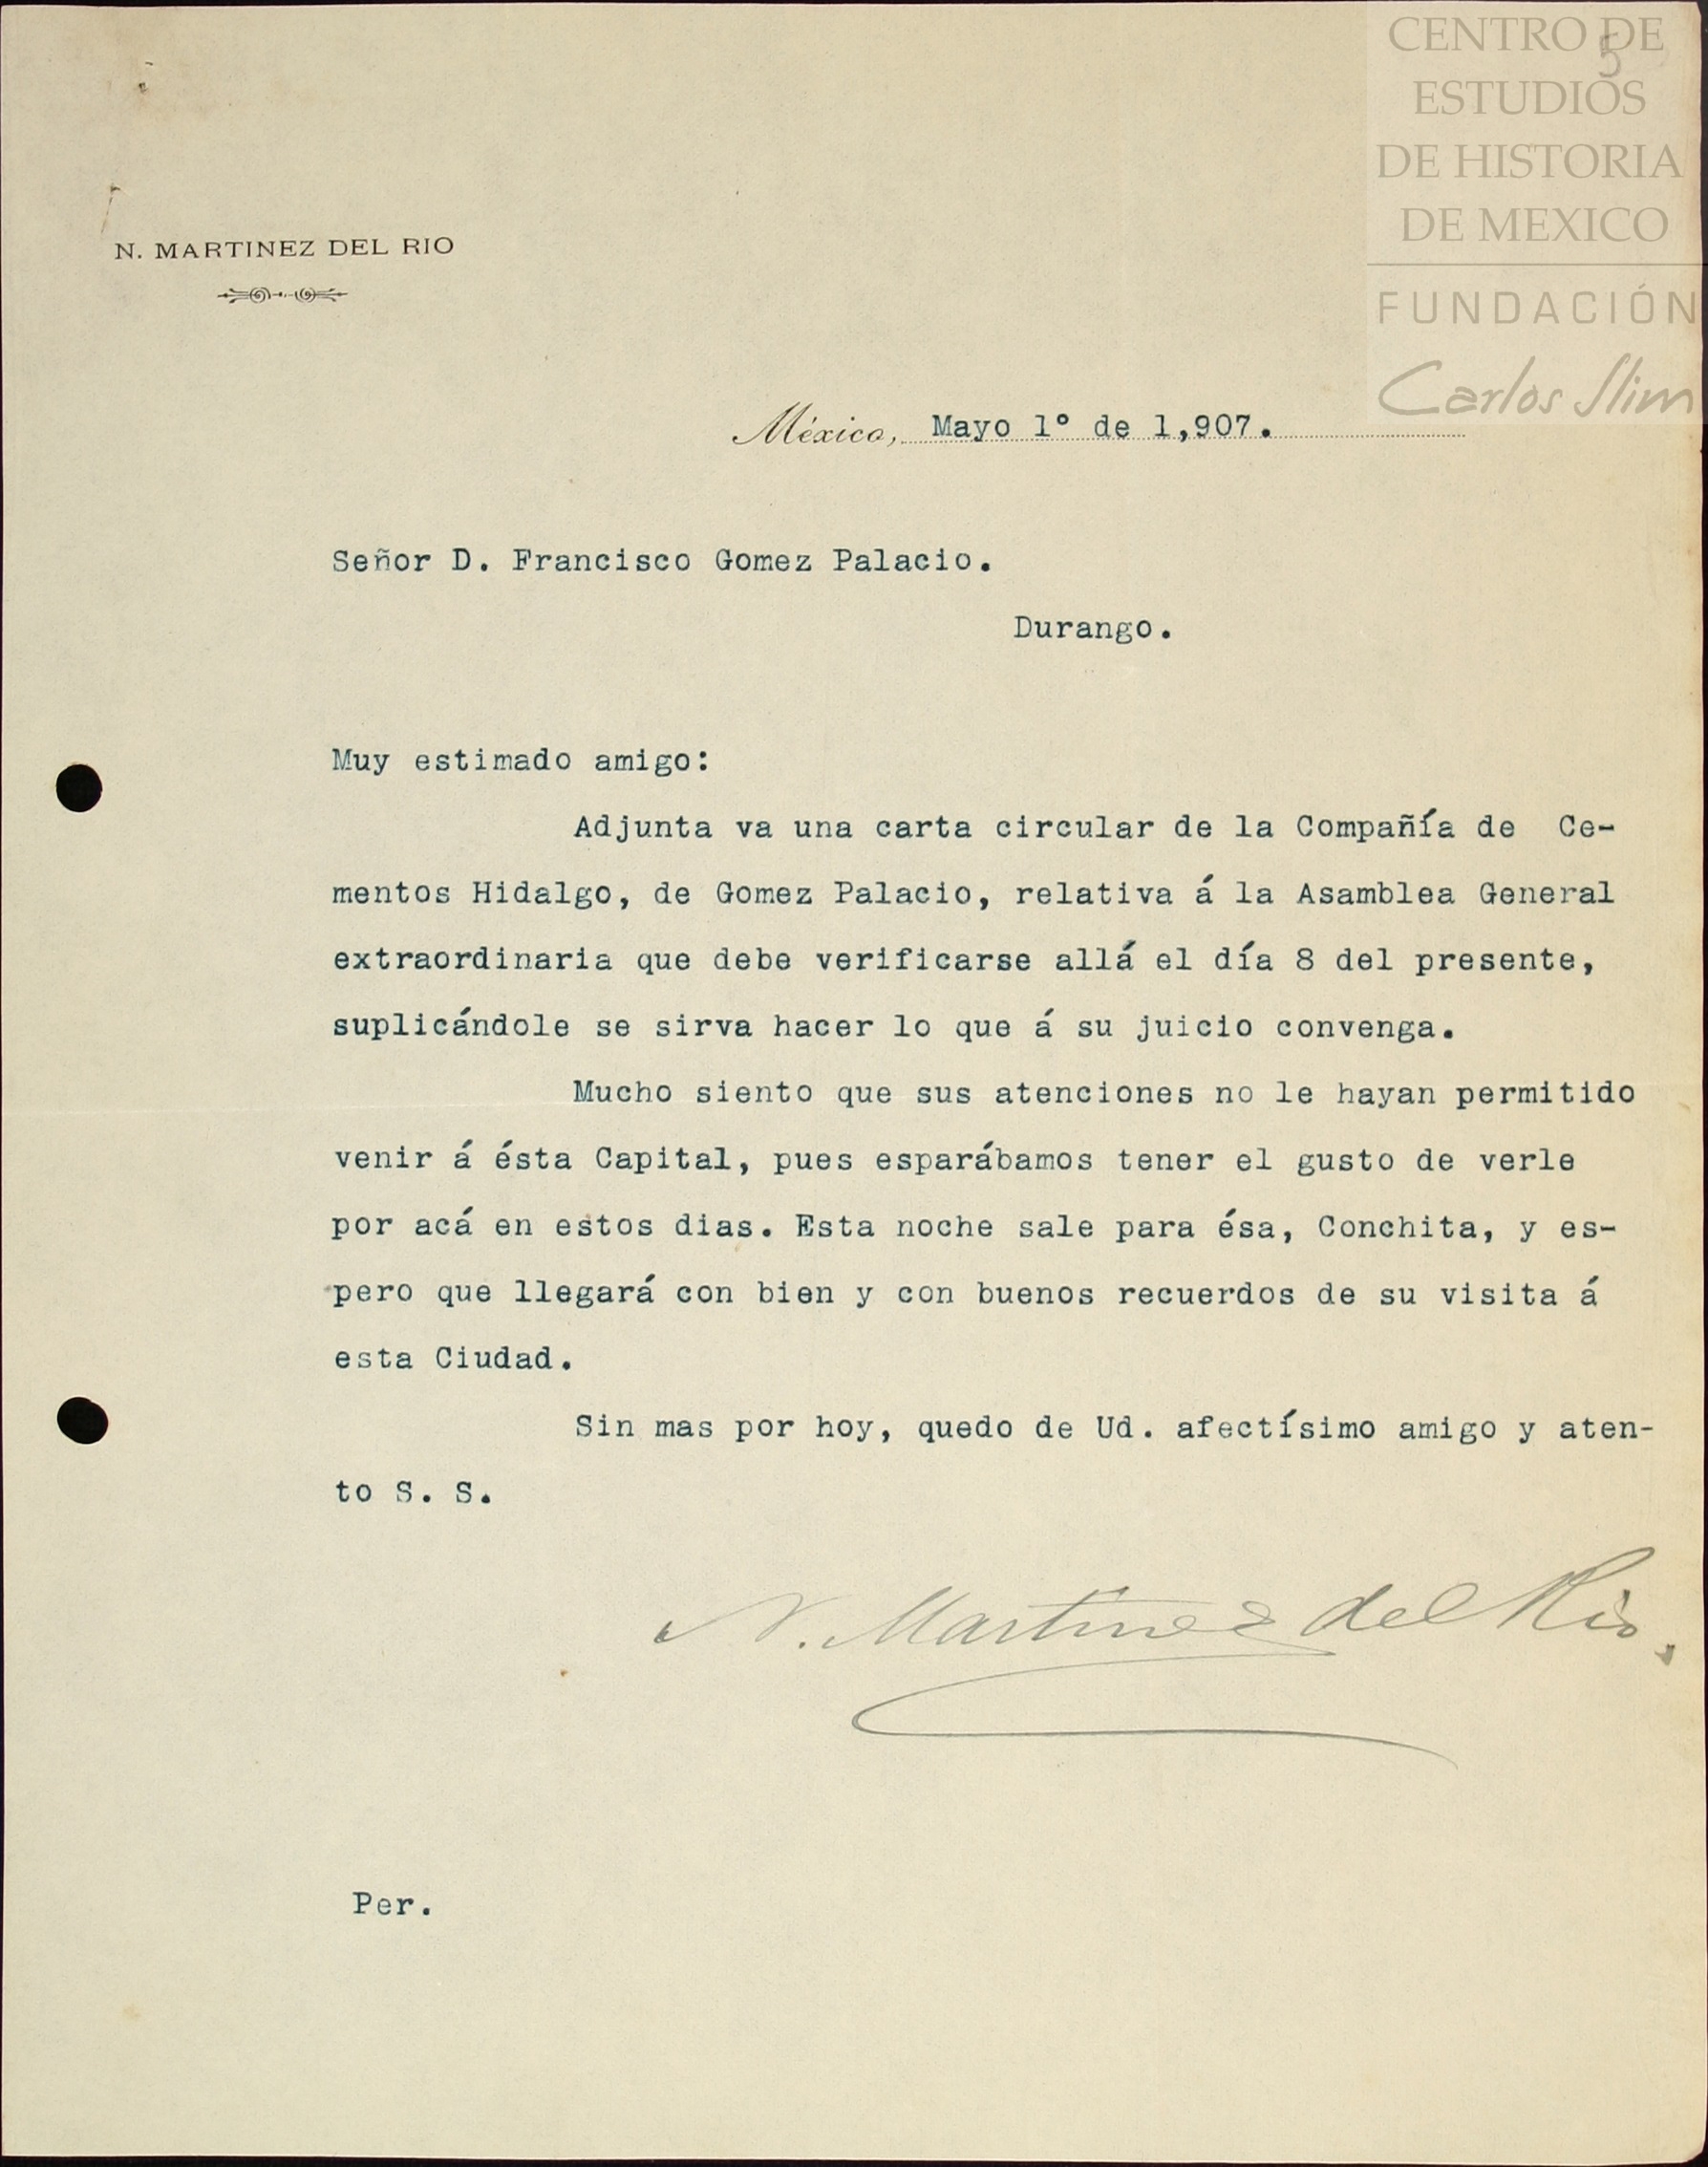 CENTRO DE
ESTUDIOS
DE HISTORIA
DE MEXICO
FUNDACIÓN
Carlos Slim
5
N. MARTINEZ DEL RIO
México, Mayo 1º de 1,907.
Señor D. Francisco Gomez Palacio.
Durango.
Muy estimado amigo:
Adjunta va una carta circular de la Compañía de Ce-
mentos Hidalgo, de Gomez Palacio, relativa á la Asamblea General
extraordinaria que debe verificarse allá el día 8 del presente,
suplicándole se sirva hacer lo que á su juicio convenga.
Mucho siento que sus atenciones no le hayan permitido
venir á ésta Capital, pues esparábamos tener el gusto de verle
por acá en estos dias. Esta noche sale para ésa, Conchita, y es-
pero que llegará con bien y con buenos recuerdos de su visita á
esta Ciudad.
Sin mas por hoy, quedo de Ud. afectísimo amigo y aten-
to S. S.
N. Martinez del Rio.
Per.